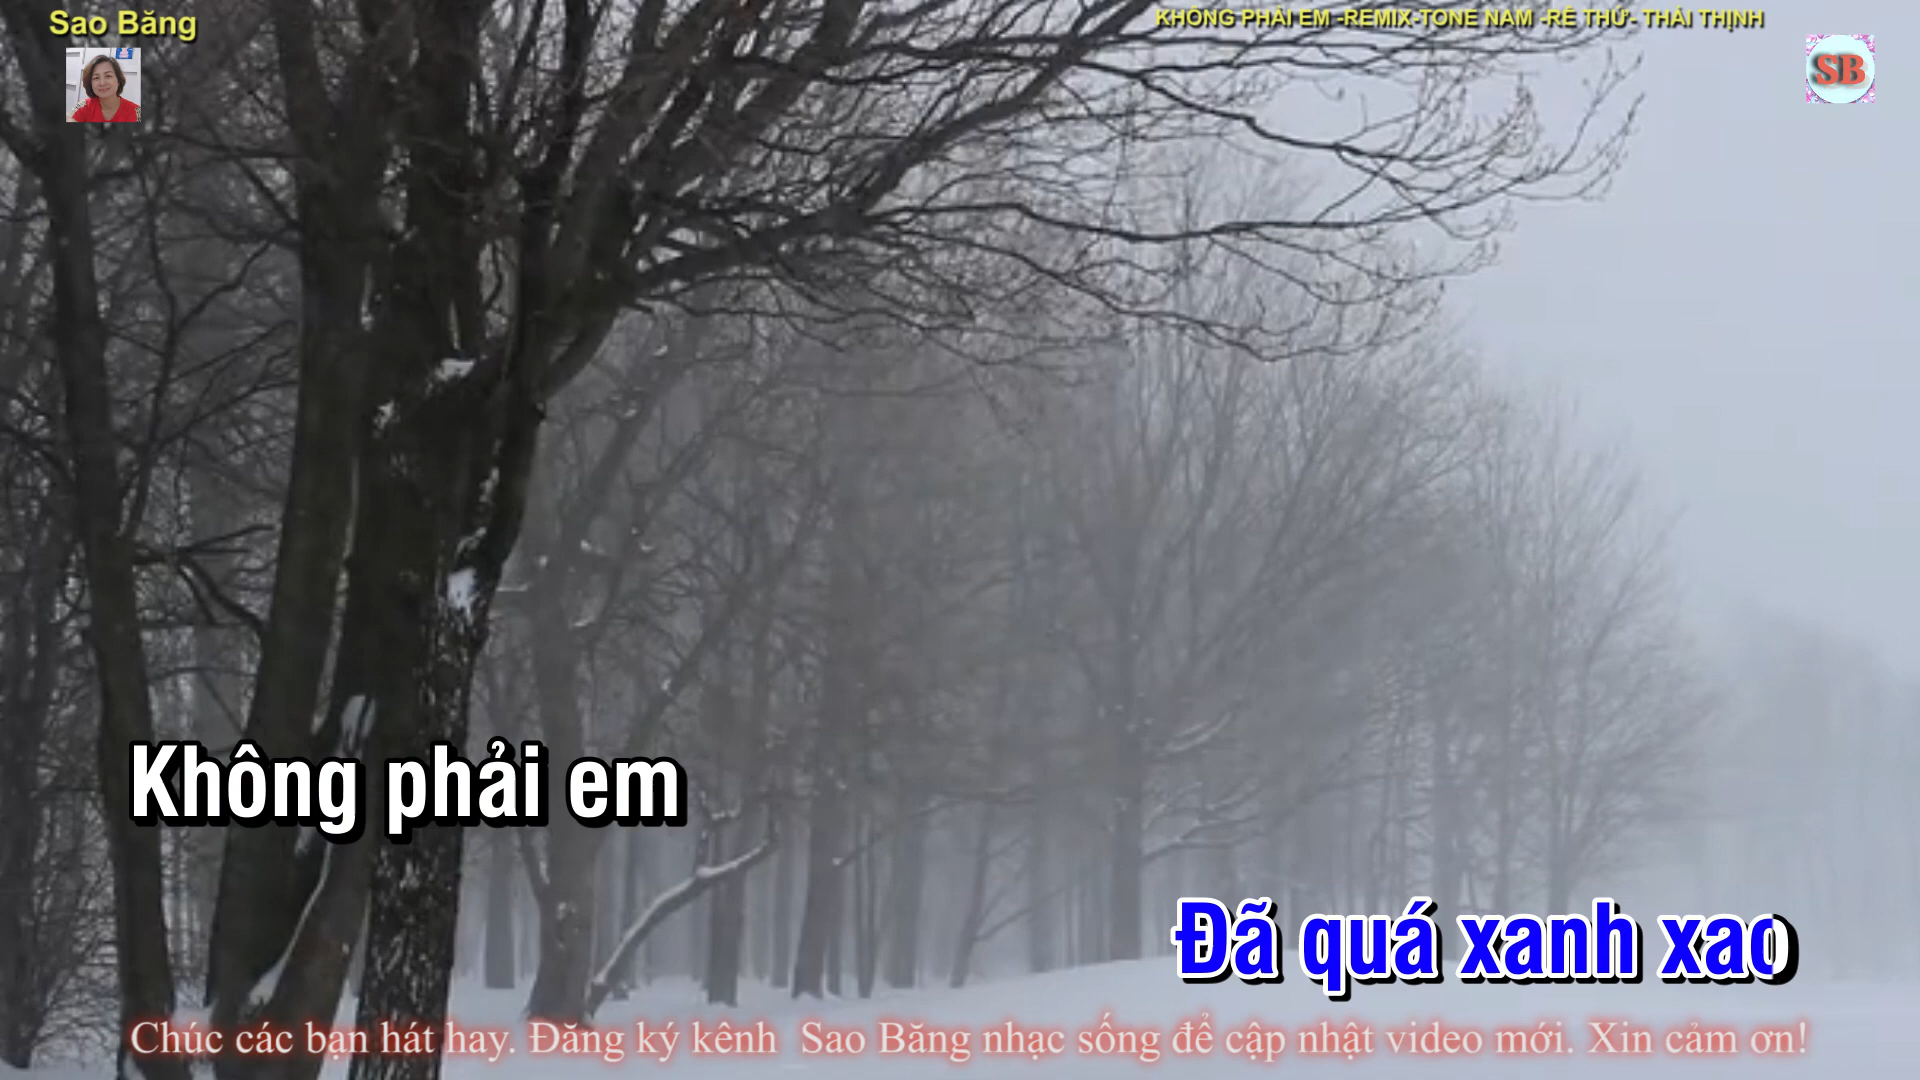 Sao Băng
KHÔNG PHẢI EM -REMIX-TONE NAM -RÊ THỨ- THÁI THỊNH
SB
Không phải em
Đã quá xanh xao
Chúc các bạn hát hay. Đăng ký kênh Sao Băng nhạc sống để cập nhật video mới. Xin cảm ơn!